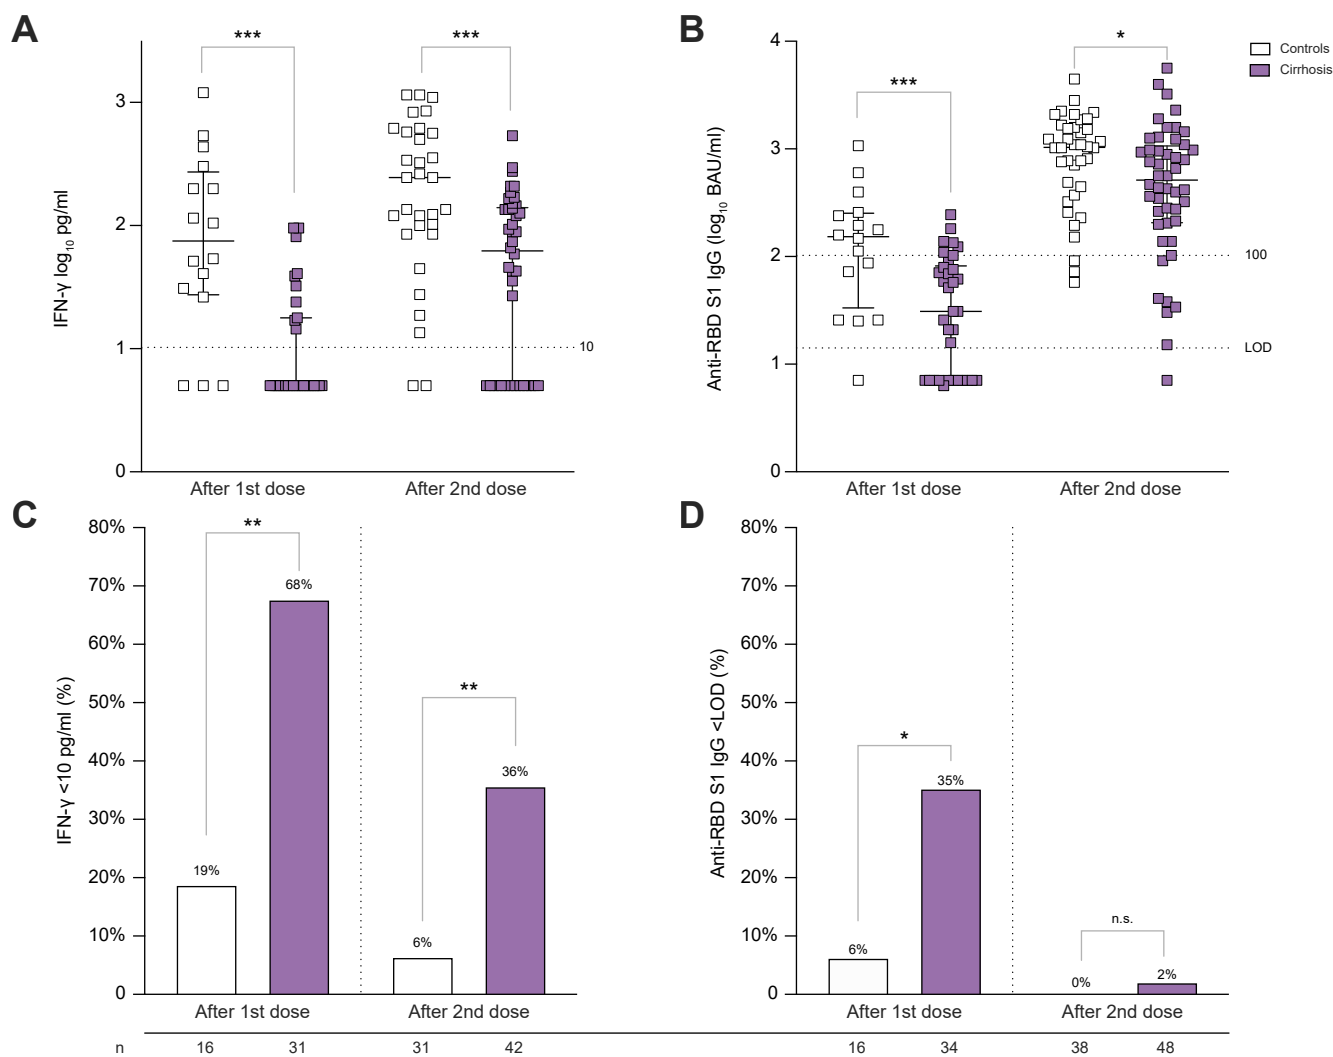 A
B
***
***
***
*
Controls
Cirrhosis
IFN-γ log10 pg/ml
3
2
1
0
10
After 1st dose
After 2nd dose
Anti-RBD S1 IgG (log10 BAU/ml)
4
3
2
1
0
100
LOD
After 1st dose
After 2nd dose
C
D
IFN-γ <10 pg/ml (%)
80%
70%
60%
50%
40%
30%
20%
10%
0
**
**
19%
68%
6%
36%
After 1st dose
After 2nd dose
Anti-RBD S1 IgG <LOD (%)
80%
70%
60%
50%
40%
30%
20%
10%
0
*
n.s.
6%
35%
0%
2%
After 1st dose
After 2nd dose
n 16 31 31 42 16 34 38 48